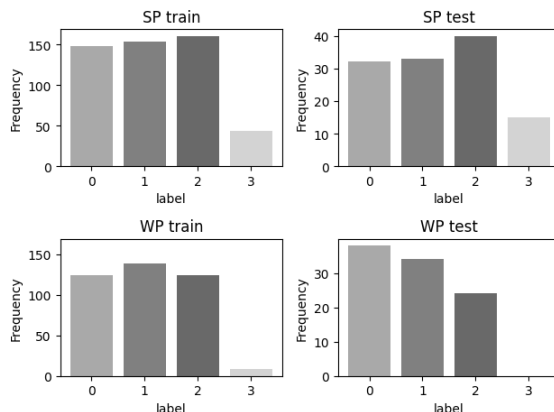 SP train
Frequency
150
100
50
0
0 1 2 3
label
SP test
Frequency
40
30
20
10
0
0 1 2 3
label
WP train
Frequency
150
100
50
0
0 1 2 3
label
WP test
Frequency
30
20
10
0
0 1 2 3
label